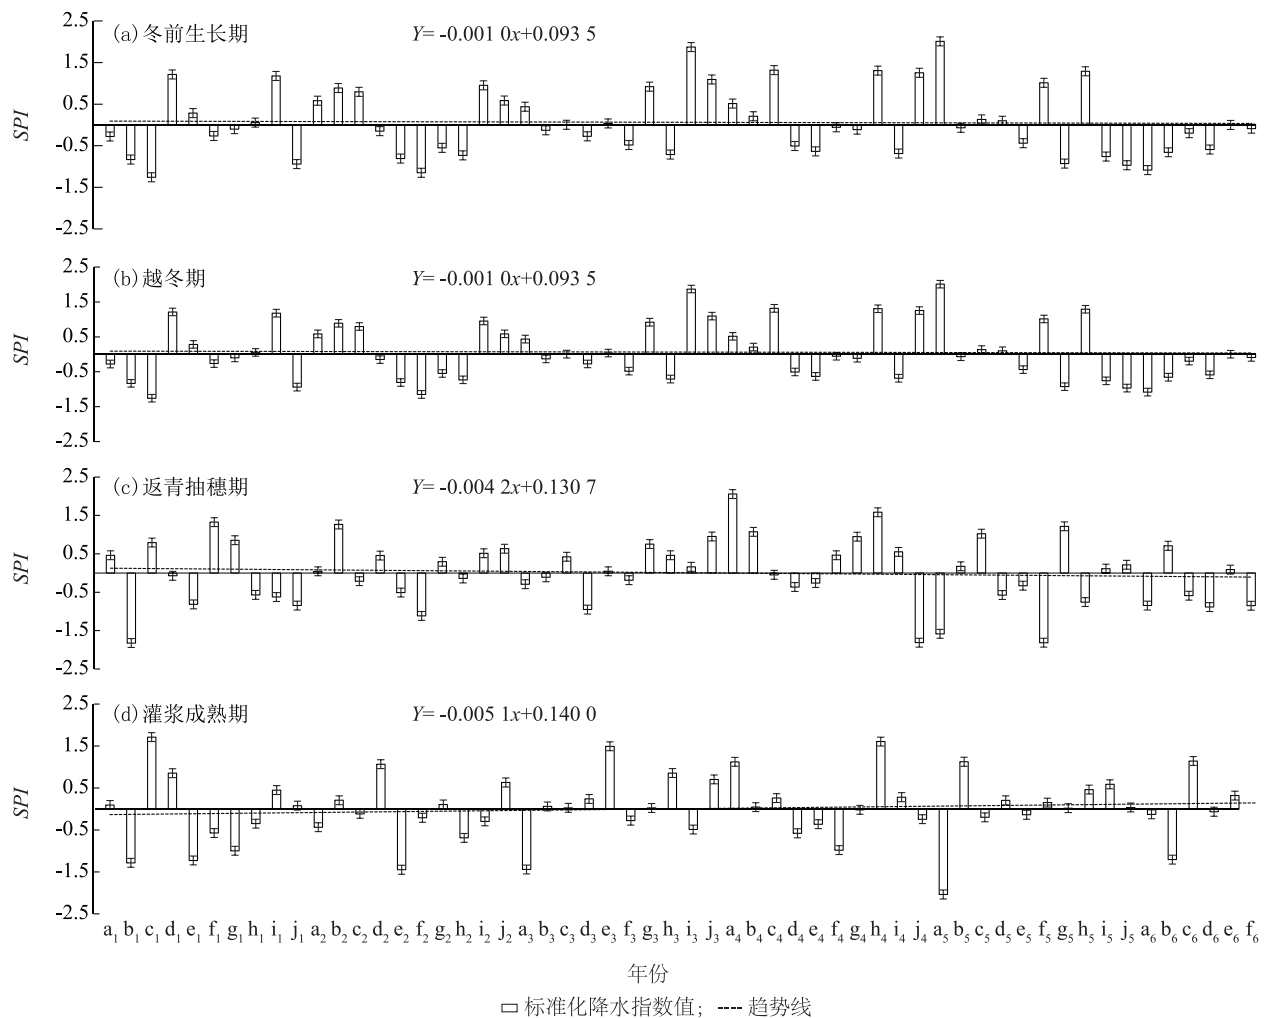 (a)冬前生长期 Y= -0.001 0x+0.093 5
2.5
1.5
0.5
-0.5
-1.5
-2.5
SPI
(b)越冬期 Y= -0.001 0x+0.093 5
2.5
1.5
0.5
-0.5
-1.5
-2.5
SPI
(c)返青抽穗期 Y= -0.004 2x+0.130 7
2.5
1.5
0.5
-0.5
-1.5
-2.5
SPI
(d)灌浆成熟期 Y= -0.005 1x+0.140 0
2.5
1.5
0.5
-0.5
-1.5
-2.5
SPI
a1 b1 c1 d1 e1 f1 g1 h1 i1 j1 a2 b2 c2 d2 e2 f2 g2 h2 i2 j2 a3 b3 c3 d3 e3 f3 g3 h3 i3 j3 a4 b4 c4 d4 e4 f4 g4 h4 i4 j4 a5 b5 c5 d5 e5 f5 g5 h5 i5 j5 a6 b6 c6 d6 e6 f6
年份
标准化降水指数值; 趋势线